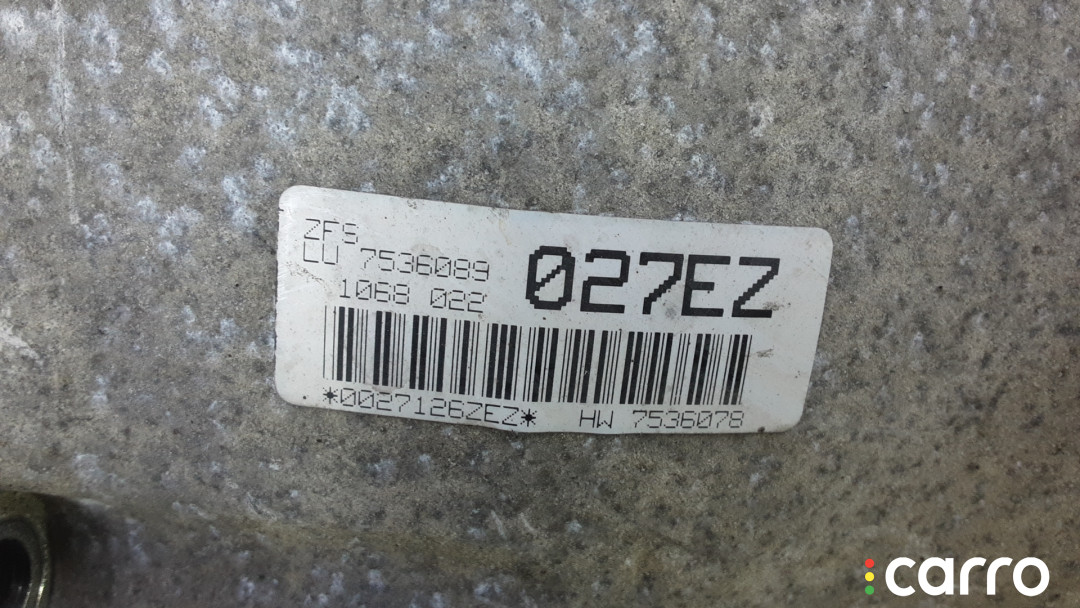 ZFS
LU 7536089
1068 022
027EZ
*0027126ZEZ* HW 7536078
carro